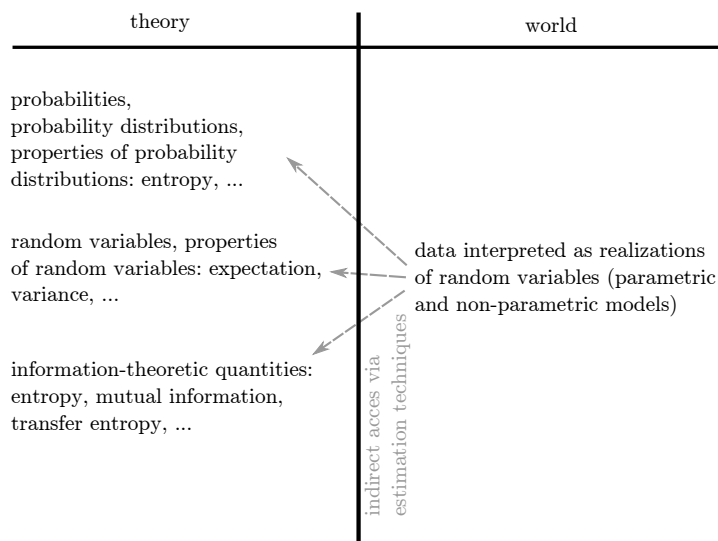 theory
world
probabilities,
probability distributions,
properties of probability
distributions: entropy, ...
random variables, properties
of random variables: expectation,
variance, ...
information-theoretic quantities:
entropy, mutual information,
transfer entropy, ...
data interpreted as realizations
of random variables (parametric
and non-parametric models)
indirect acces via
estimation techniques